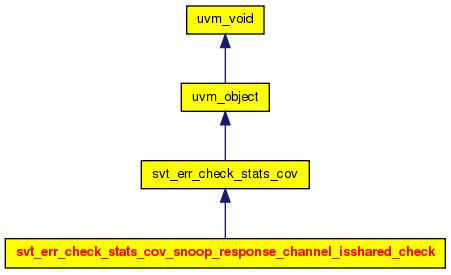 uvm_void
uvm_object
svt_err_check_stats_cov
svt_err_check_stats_cov_snoop_response_channel_isshared_check